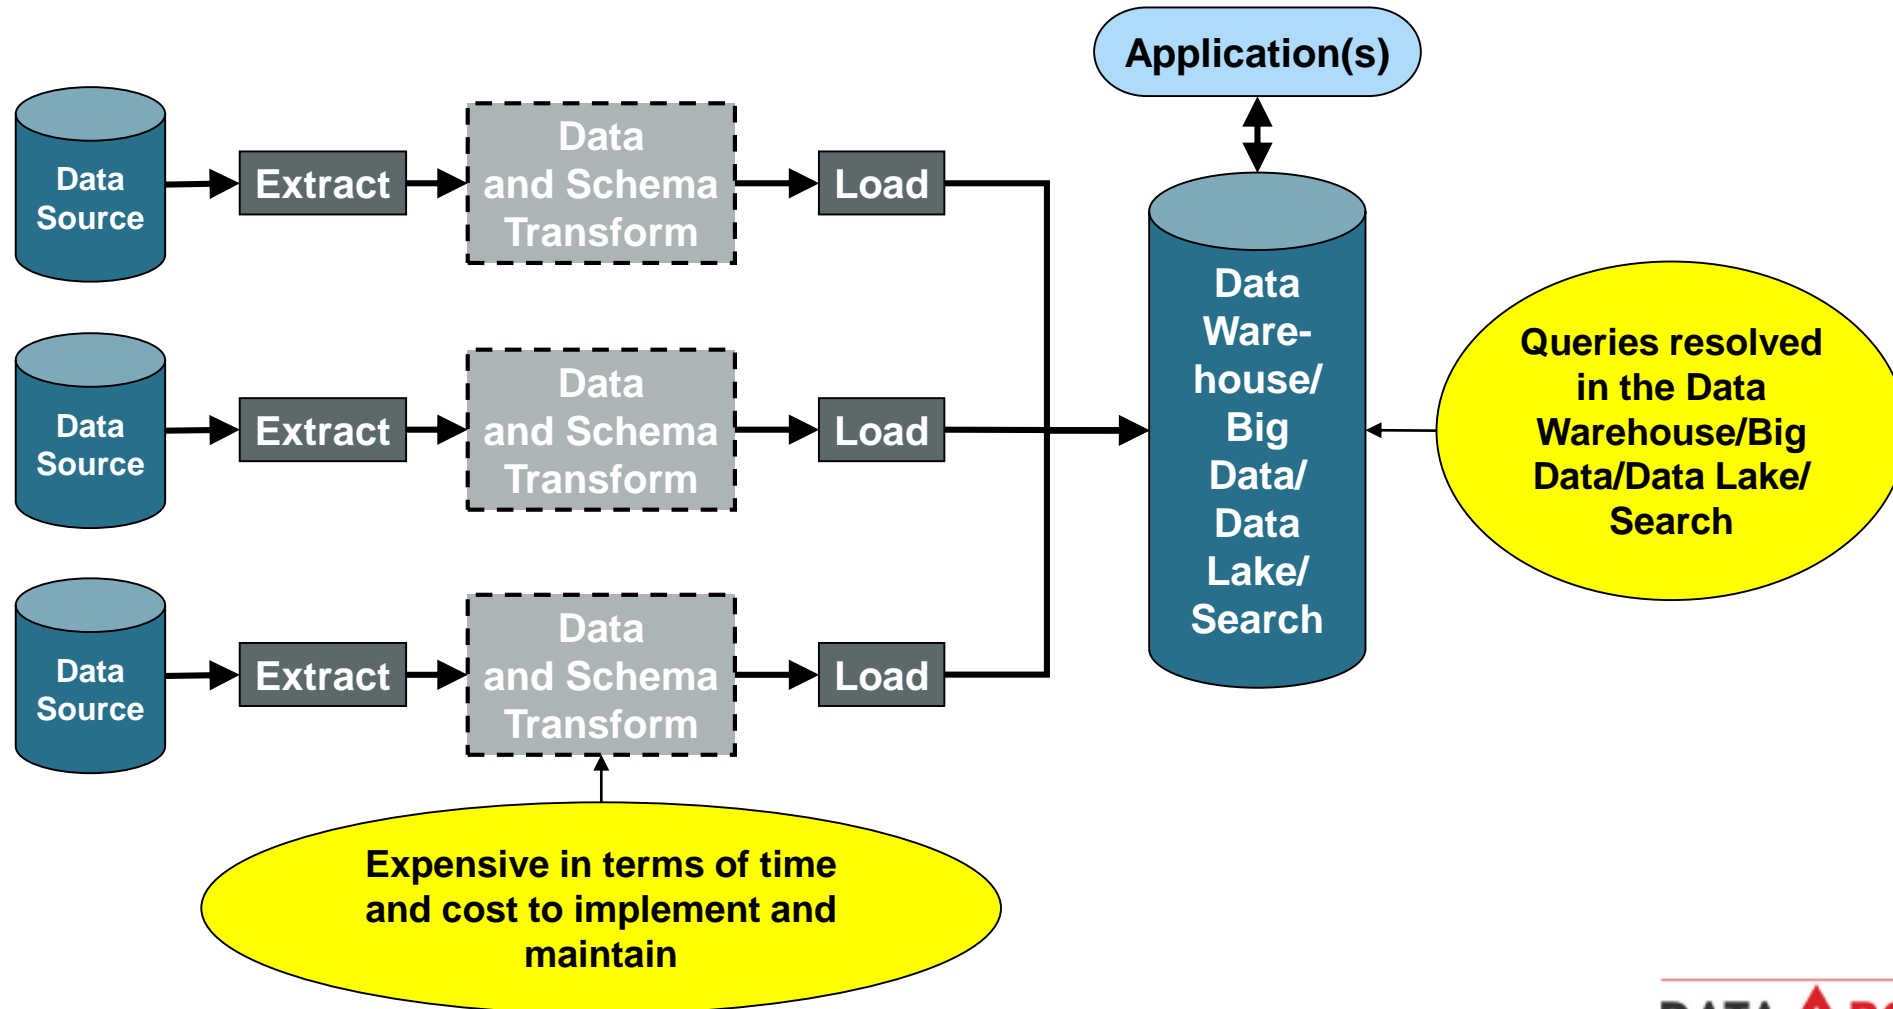 Application(s)
Data
Source
Extract
Data
and Schema
Transform
Load
Data
Source
Extract
Data
and Schema
Transform
Load
Data
Source
Extract
Data
and Schema
Transform
Load
Data
Ware-
house/
Big
Data/
Data
Lake/
Search
Queries resolved
in the Data
Warehouse/Big
Data/Data Lake/
Search
Expensive in terms of time
and cost to implement and
maintain
DATA